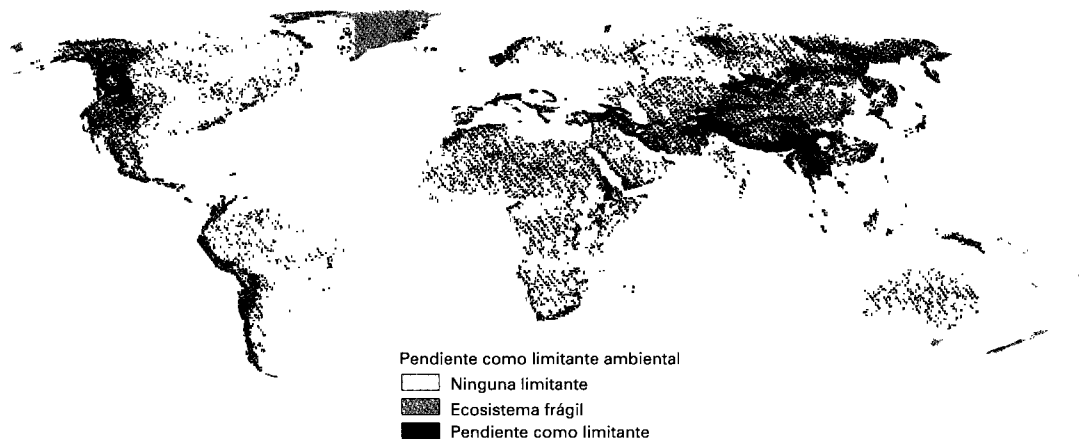 Pendiente como limitante ambiental
Ninguna limitante
Ecosistema frágil
Pendiente como limitante